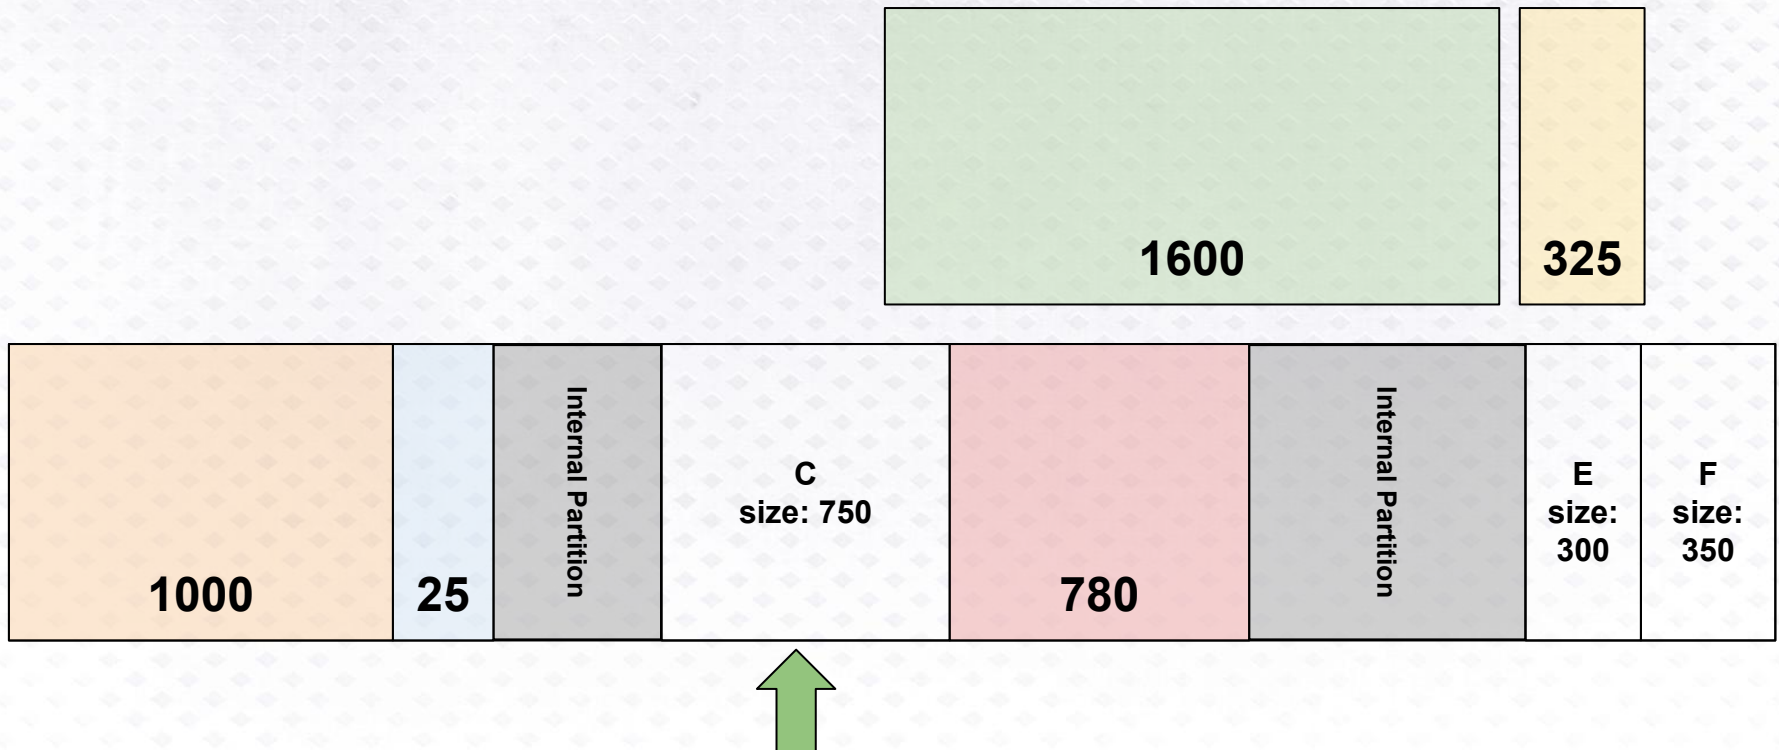 1600
325
1000
25
Internal Partition
C
size: 750
780
Internal Partition
E
size:
300
F
size:
350